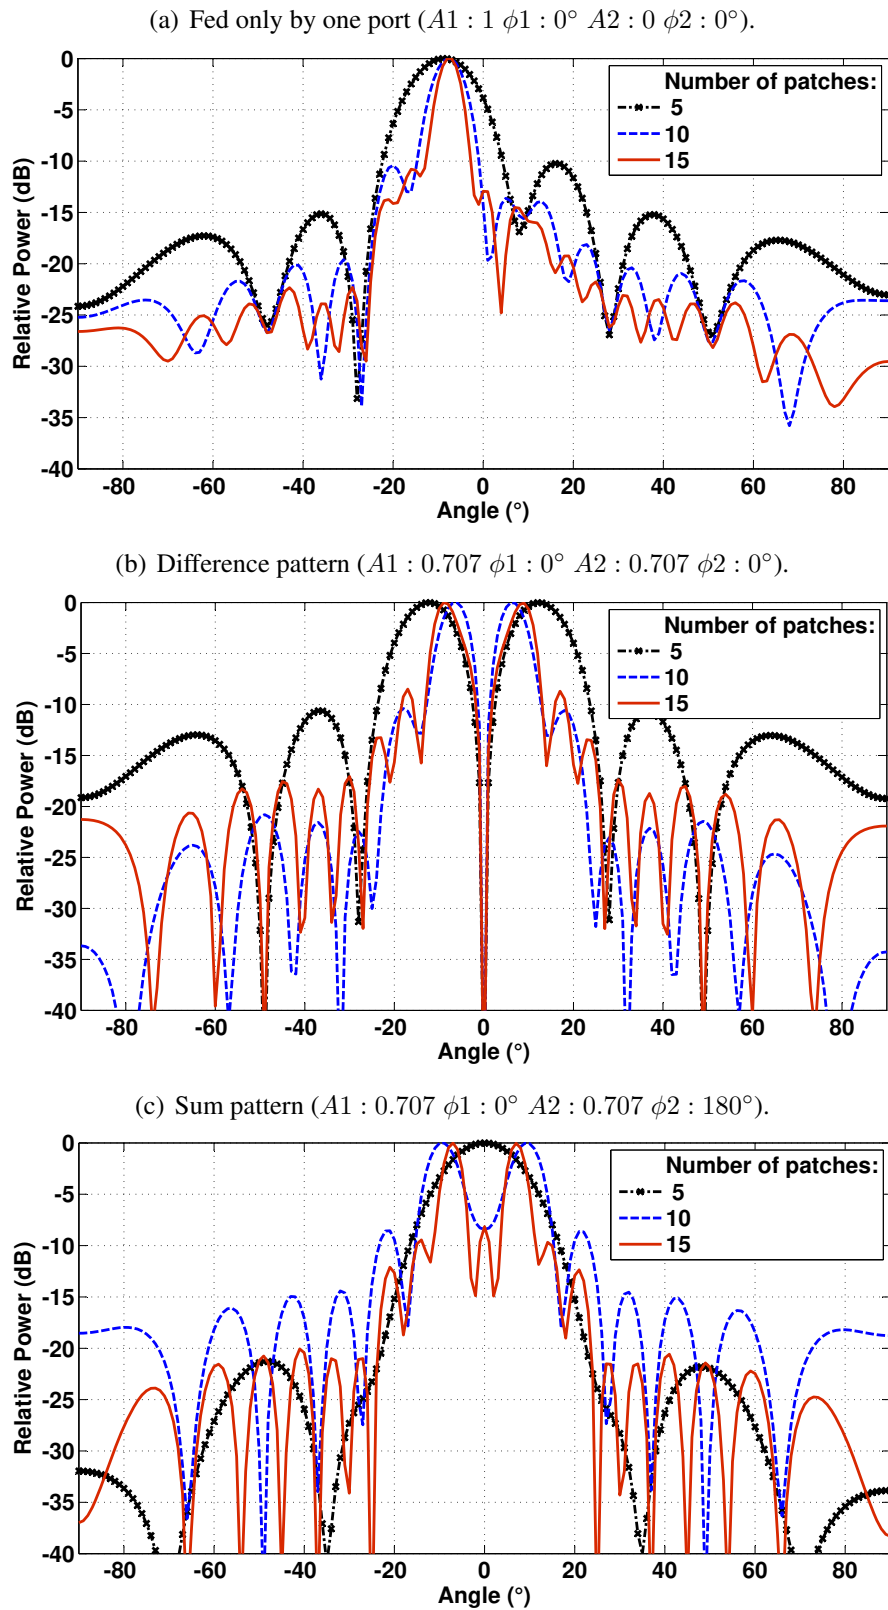 (a) Fed only by one port (A1 : 1 ϕ1 : 0° A2 : 0 ϕ2 : 0°).
0
-5
-10
-15
-20
-25
-30
-35
-40
Relative Power (dB)
Number of patches:
5
10
15
-80 -60 -40 -20 0 20 40 60 80
Angle (°)
(b) Difference pattern (A1 : 0.707 ϕ1 : 0° A2 : 0.707 ϕ2 : 0°).
0
-5
-10
-15
-20
-25
-30
-35
-40
Relative Power (dB)
Number of patches:
5
10
15
-80 -60 -40 -20 0 20 40 60 80
Angle (°)
(c) Sum pattern (A1 : 0.707 ϕ1 : 0° A2 : 0.707 ϕ2 : 180°).
0
-5
-10
-15
-20
-25
-30
-35
-40
Relative Power (dB)
Number of patches:
5
10
15
-80 -60 -40 -20 0 20 40 60 80
Angle (°)